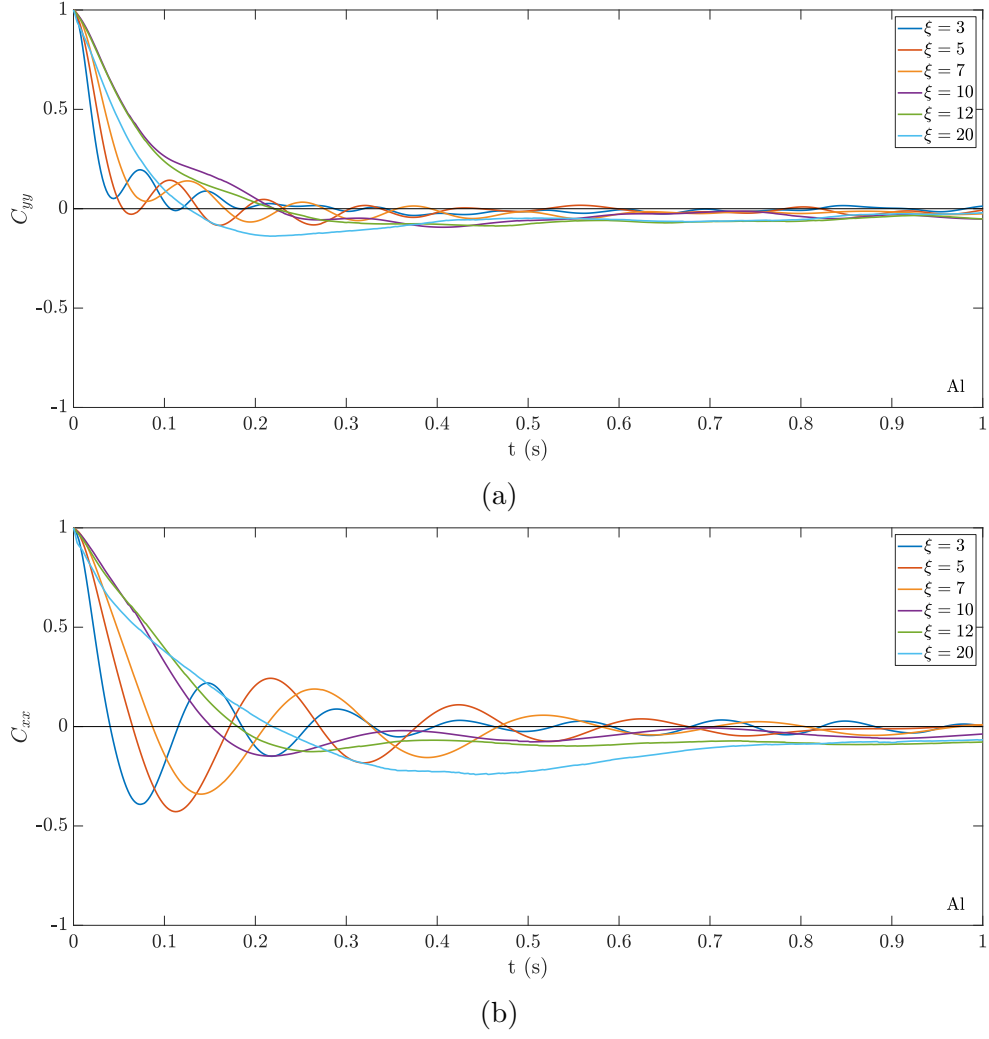 1
0.5
0
-0.5
-1
C_yy
0 0.1 0.2 0.3 0.4 0.5 0.6 0.7 0.8 0.9 1
t (s)
ξ = 3
ξ = 5
ξ = 7
ξ = 10
ξ = 12
ξ = 20
Al
(a)
1
0.5
0
-0.5
-1
C_xx
0 0.1 0.2 0.3 0.4 0.5 0.6 0.7 0.8 0.9 1
t (s)
ξ = 3
ξ = 5
ξ = 7
ξ = 10
ξ = 12
ξ = 20
Al
(b)